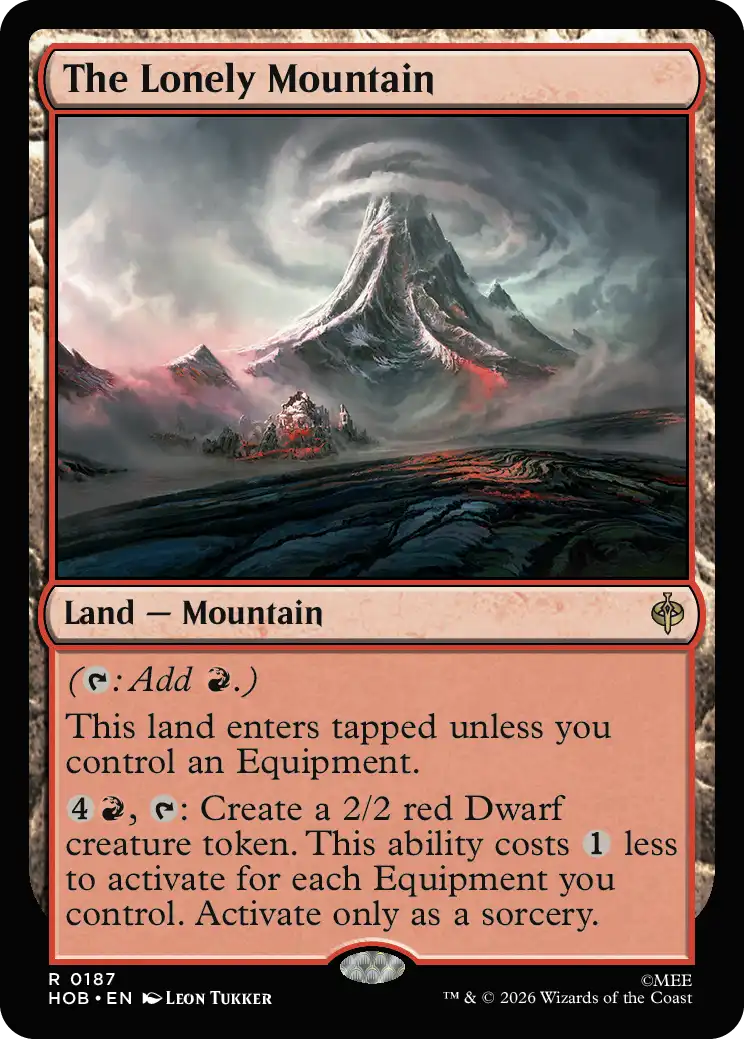 The Lonely Mountain
Land — Mountain
(: Add .)
This land enters tapped unless you
control an Equipment.
4 , : Create a 2/2 red Dwarf
creature token. This ability costs 1 less
to activate for each Equipment you
control. Activate only as a sorcery.
R 0187
HOB • EN Leon Tukker
©MEE
™ & © 2026 Wizards of the Coast